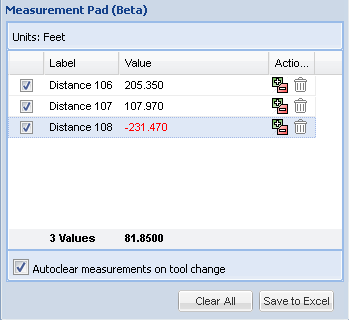 Measurement Pad (Beta)
Units: Feet
Label Value Actio...
Distance 106 205.350
Distance 107 107.970
Distance 108 -231.470
3 Values 81.8500
Autoclear measurements on tool change
Clear All Save to Excel